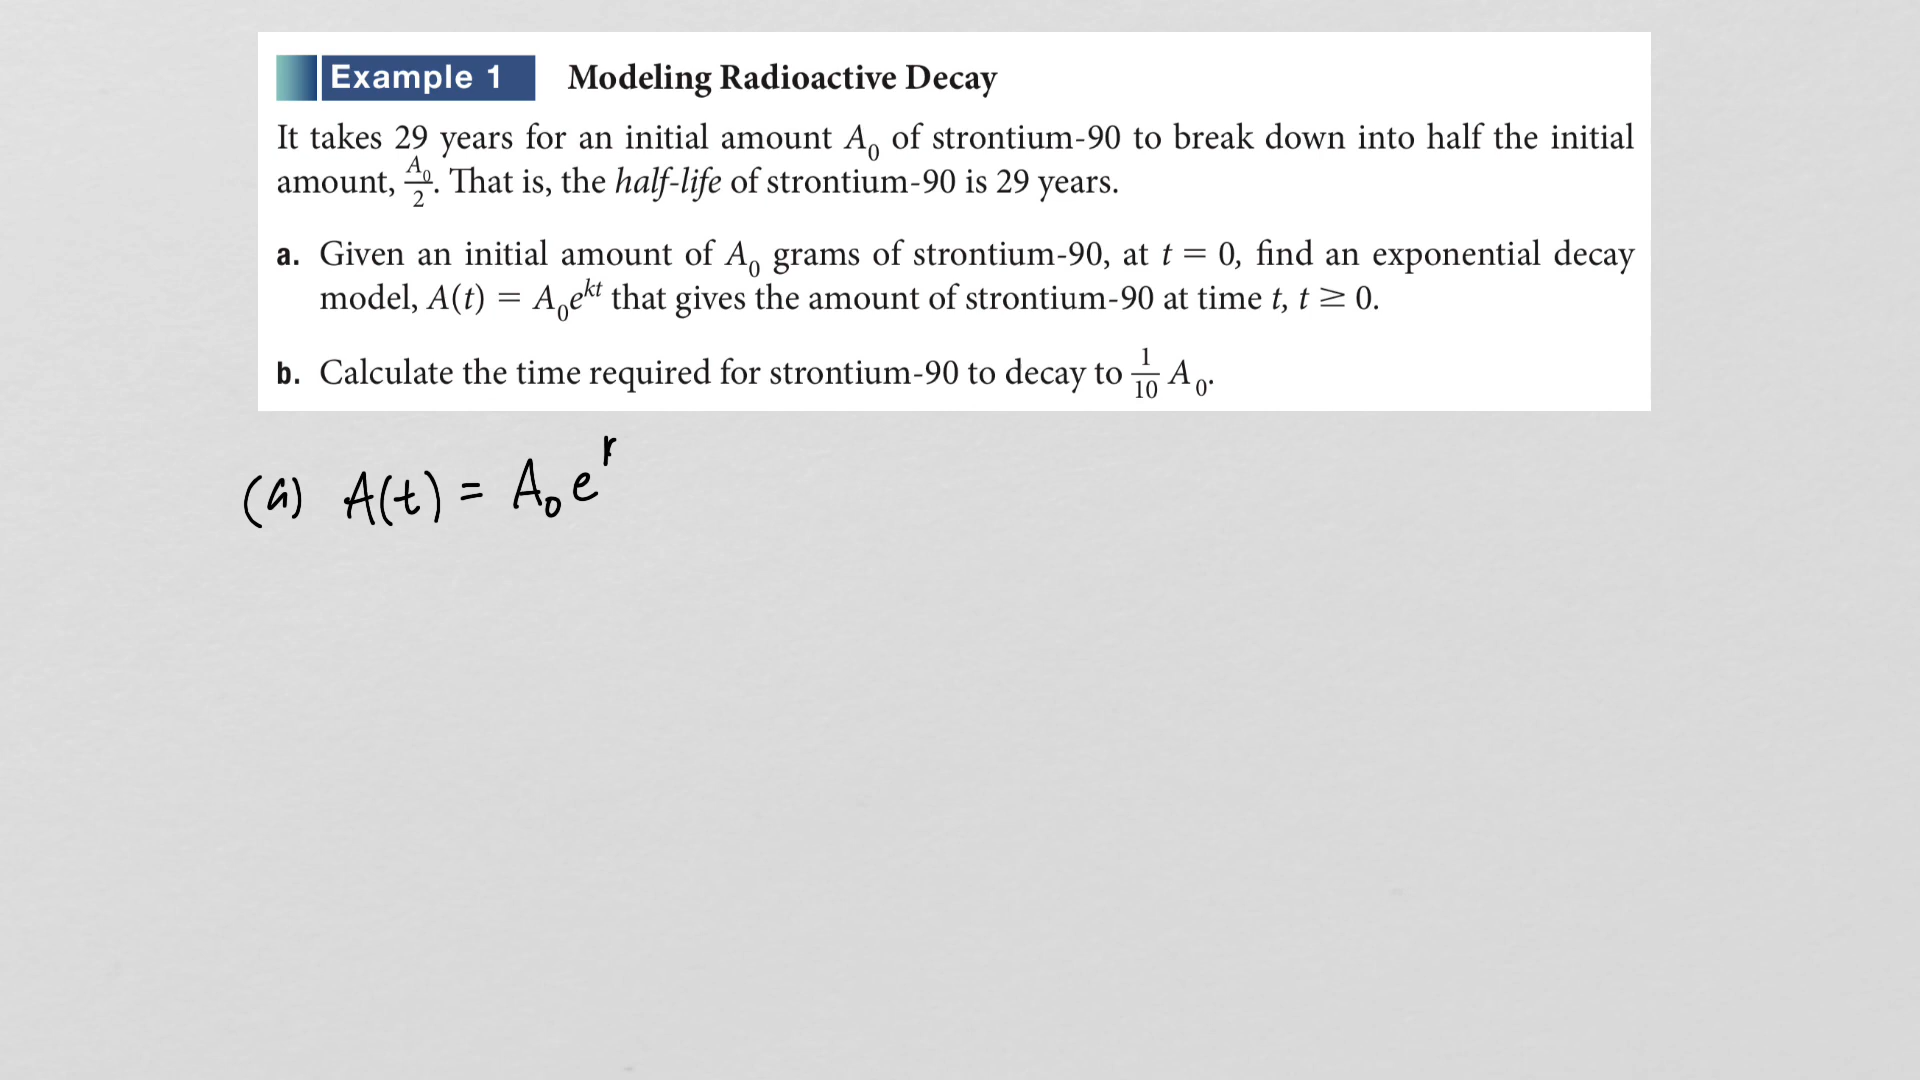 Example 1 Modeling Radioactive Decay
It takes 29 years for an initial amount A₀ of strontium-90 to break down into half the initial
amount, A₀/2. That is, the half-life of strontium-90 is 29 years.
a. Given an initial amount of A₀ grams of strontium-90, at t = 0, find an exponential decay
model, A(t) = A₀eᵏᵗ that gives the amount of strontium-90 at time t, t ≥ 0.
b. Calculate the time required for strontium-90 to decay to 1/10 A₀.
(a) A(t) = A₀e